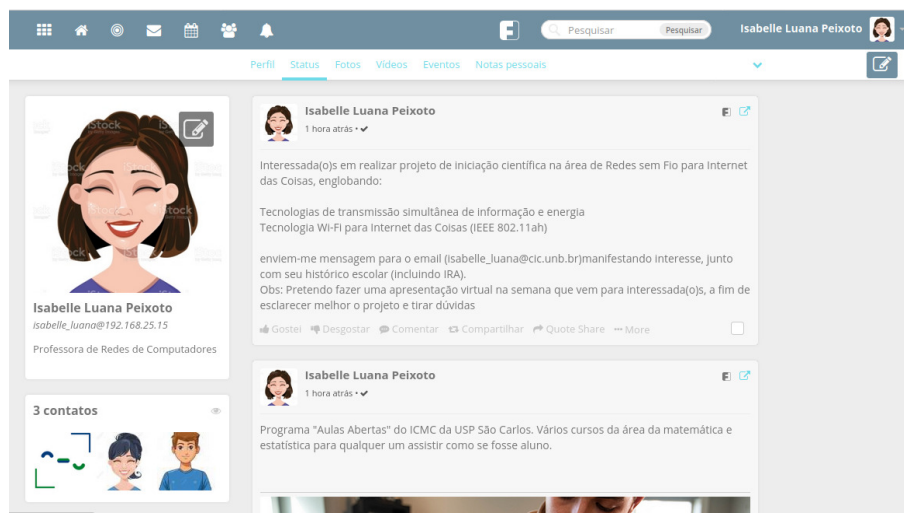 Pesquisar
Pesquisar
Isabelle Luana Peixoto
Perfil
Status
Fotos
Vídeos
Eventos
Notas pessoais
iStock
iStock
Isabelle Luana Peixoto
isabelle_luana@192.168.25.15
Professora de Redes de Computadores
3 contatos
Isabelle Luana Peixoto
1 hora atrás •
Interessada(o)s em realizar projeto de iniciação científica na área de Redes sem Fio para Internet
das Coisas, englobando:
Tecnologias de transmissão simultânea de informação e energia
Tecnologia Wi-Fi para Internet das Coisas (IEEE 802.11ah)
enviem-me mensagem para o email (isabelle_luana@cic.unb.br)manifestando interesse, junto
com seu histórico escolar (incluindo IRA).
Obs: Pretendo fazer uma apresentação virtual na semana que vem para interessada(o)s, a fim de
esclarecer melhor o projeto e tirar dúvidas
Gostei
Desgostar
Comentar
Compartilhar
Quote Share
More
Isabelle Luana Peixoto
1 hora atrás •
Programa "Aulas Abertas" do ICMC da USP São Carlos. Vários cursos da área da matemática e
estatística para qualquer um assistir como se fosse aluno.